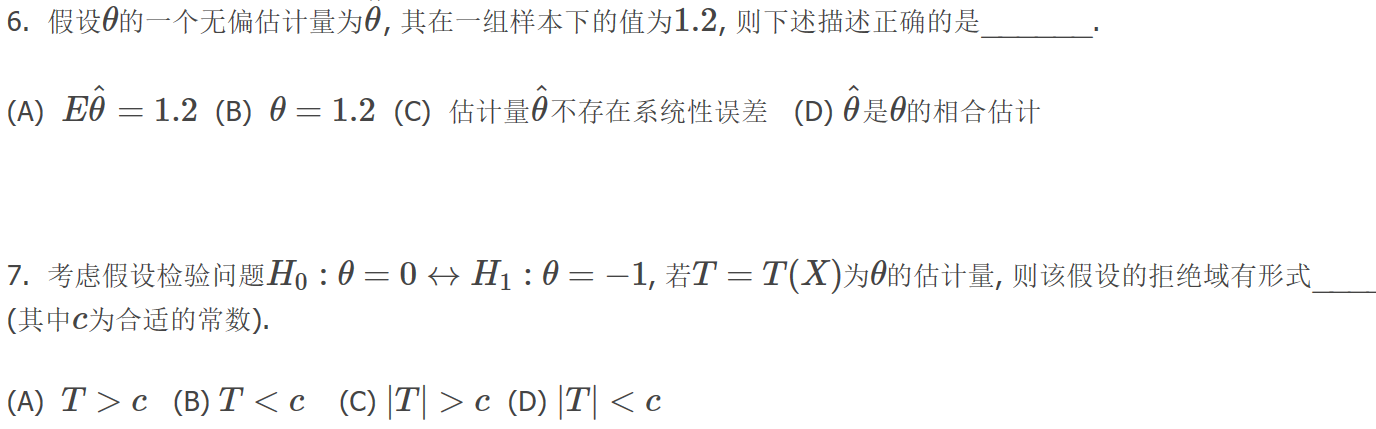 6. 假设θ的一个无偏估计量为θ̂, 其在一组样本下的值为1.2, 则下述描述正确的是______.
(A) Eθ̂ = 1.2 (B) θ = 1.2 (C) 估计量θ̂不存在系统性误差 (D) θ̂是θ的相合估计
7. 考虑假设检验问题H₀ : θ = 0 ↔ H₁ : θ = −1, 若T = T(X)为θ的估计量, 则该假设的拒绝域有形式____
(其中c为合适的常数).
(A) T > c (B) T < c (C) |T| > c (D) |T| < c